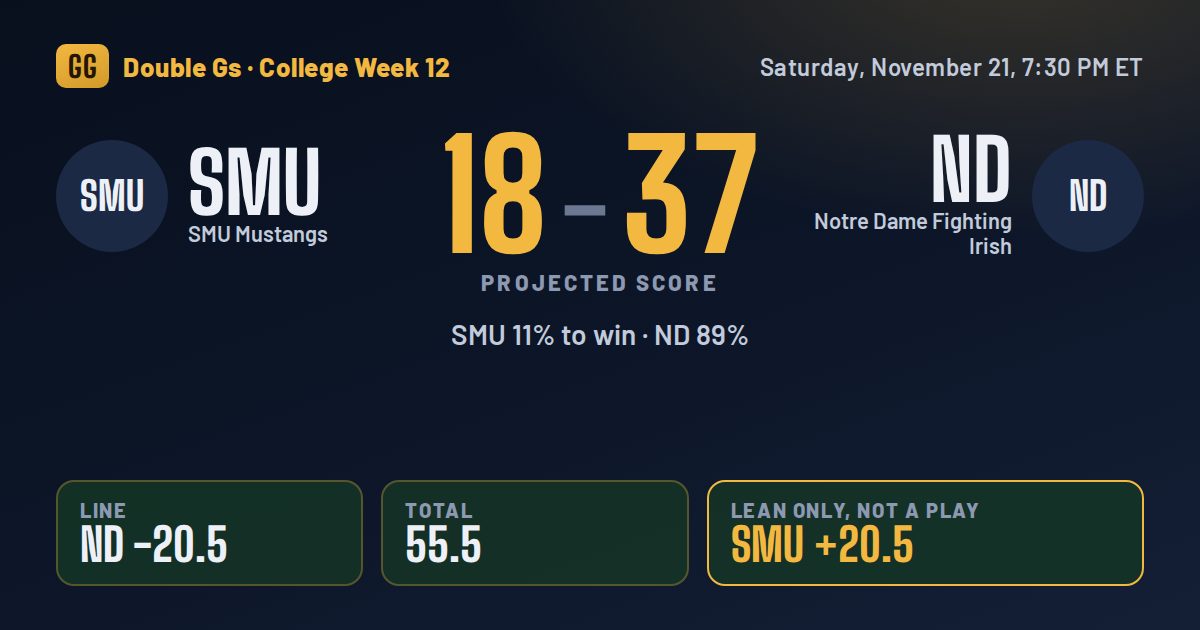 GG
Double Gs · College Week 12
Saturday, November 21, 7:30 PM ET
SMU
SMU
SMU Mustangs
18 – 37
PROJECTED SCORE
SMU 11% to win · ND 89%
ND
Notre Dame Fighting
Irish
ND
LINE
ND -20.5
TOTAL
55.5
LEAN ONLY, NOT A PLAY
SMU +20.5